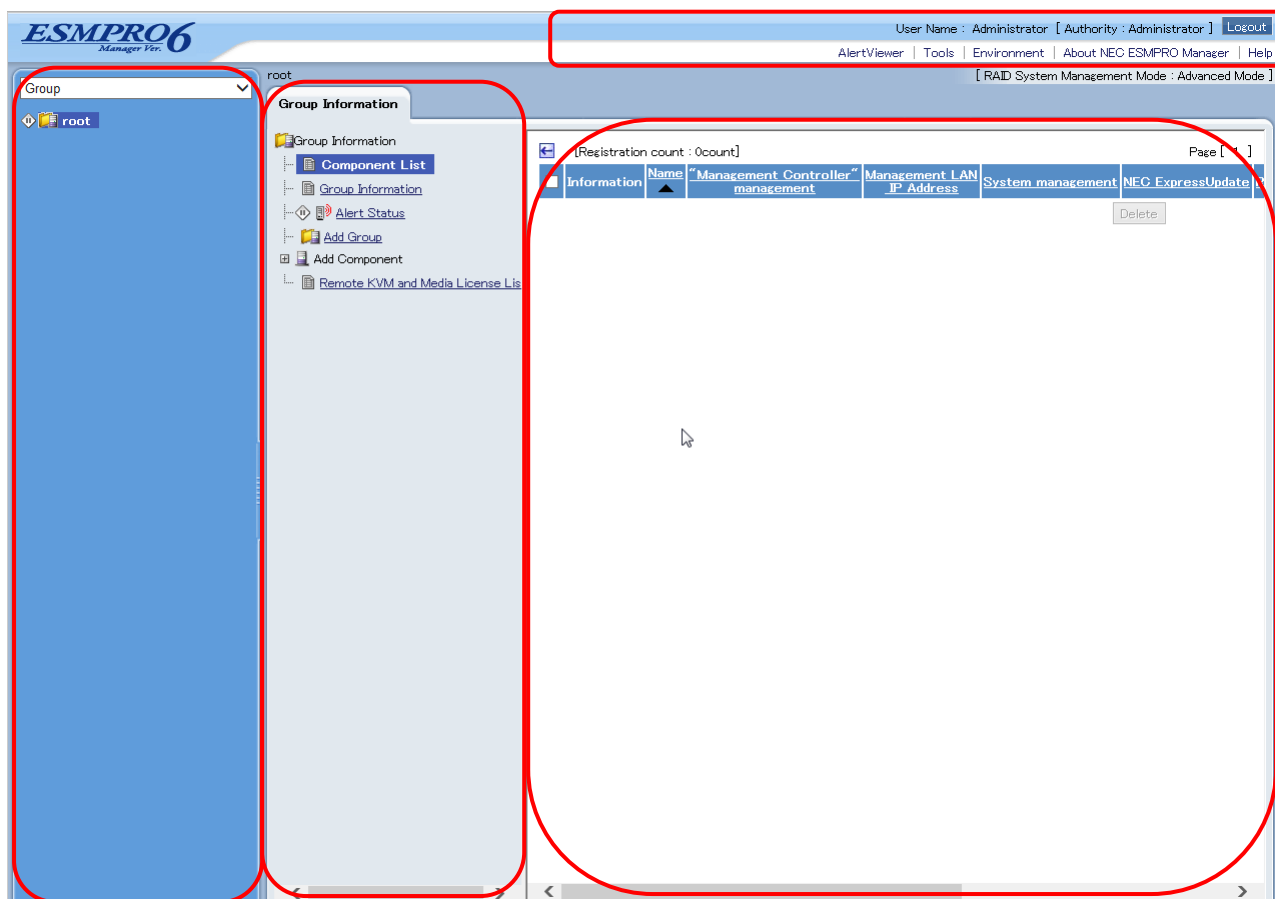 ESMPRO6
Manager Ver.
User Name : Administrator [ Authority : Administrator ] Logout
AlertViewer | Tools | Environment | About NEC ESMPRO Manager | Help
Group
root
root
[ RAID System Management Mode : Advanced Mode ]
Group Information
Group Information
Component List
Group Information
Alert Status
Add Group
Add Component
Remote KVM and Media License Lis
[Registration count : 0count]
Page [ 1 ]
Information
Name
"Management Controller" management
Management LAN IP Address
System management
NEC ExpressUpdate
Delete